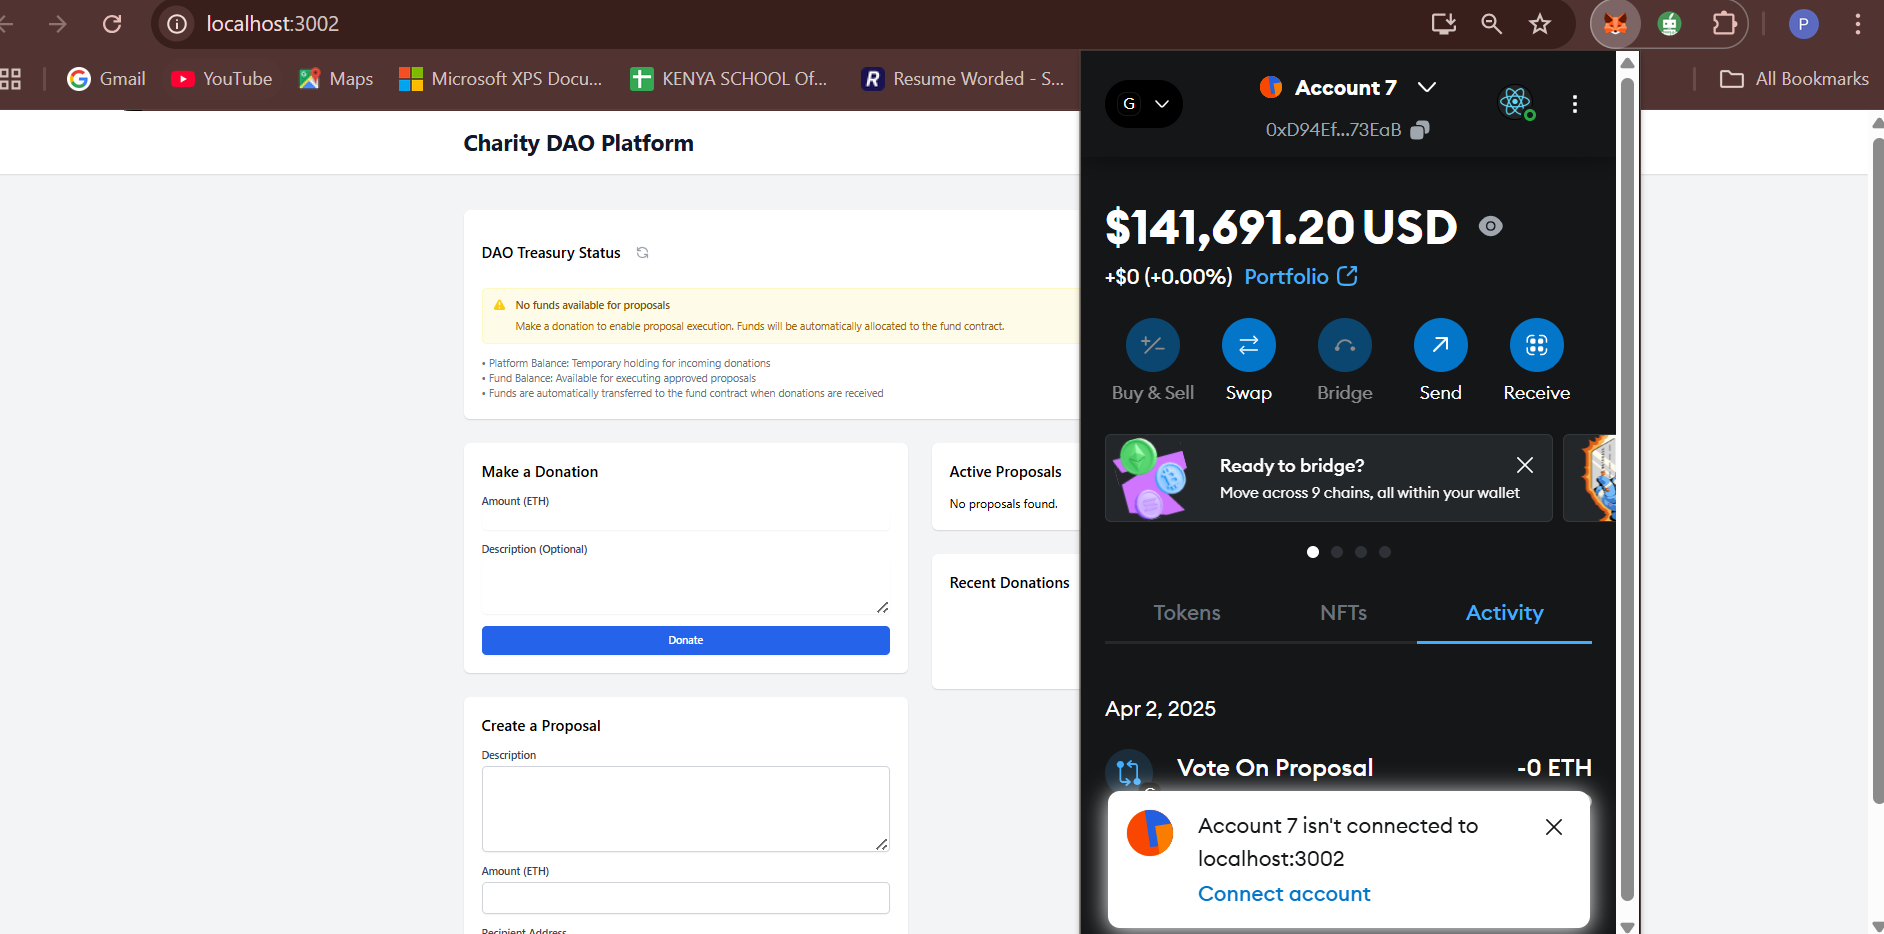 localhost:3002
P
Gmail
YouTube
Maps
Microsoft XPS Docu...
KENYA SCHOOL Of...
R
Resume Worded - S...
All Bookmarks
Charity DAO Platform
DAO Treasury Status
No funds available for proposals
Make a donation to enable proposal execution. Funds will be automatically allocated to the fund contract.
• Platform Balance: Temporary holding for incoming donations
• Fund Balance: Available for executing approved proposals
• Funds are automatically transferred to the fund contract when donations are received
Make a Donation
Amount (ETH)
Description (Optional)
Donate
Active Proposals
No proposals found.
Recent Donations
Create a Proposal
Description
Amount (ETH)
Recipient Address
G
Account 7
0xD94Ef...73EaB
$141,691.20 USD
+$0 (+0.00%) Portfolio
Buy & Sell
Swap
Bridge
Send
Receive
Ready to bridge?
Move across 9 chains, all within your wallet
Tokens
NFTs
Activity
Apr 2, 2025
Vote On Proposal
-0 ETH
Account 7 isn't connected to
localhost:3002
Connect account